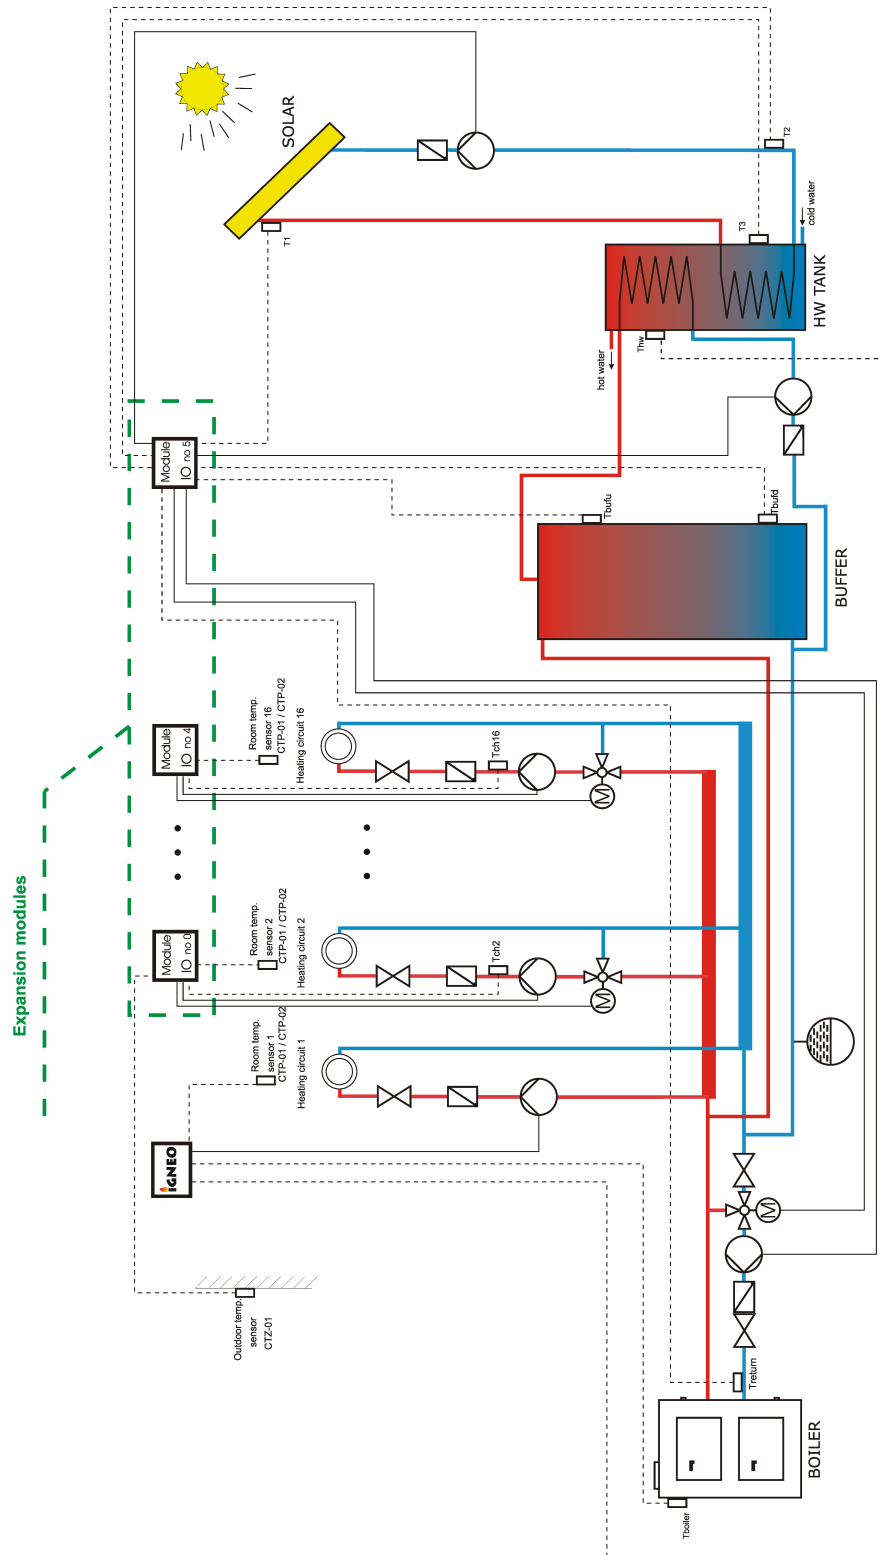 SOLAR
T1
T2
T3
cold water
HW TANK
Thw
hot water
Module
IO no 5
Tbufu
Tbufd
BUFFER
Expansion modules
Module
IO no 4
Room temp.
sensor 16
CTP-01 / CTP-02
Heating circuit 16
Tch16
M
Module
IO no 0
Room temp.
sensor 2
CTP-01 / CTP-02
Heating circuit 2
Tch2
M
Room temp.
sensor 1
CTP-01 / CTP-02
Heating circuit 1
IGNEO
M
Outdoor temp.
sensor
CTZ-01
Treturn
BOILER
Tboiler